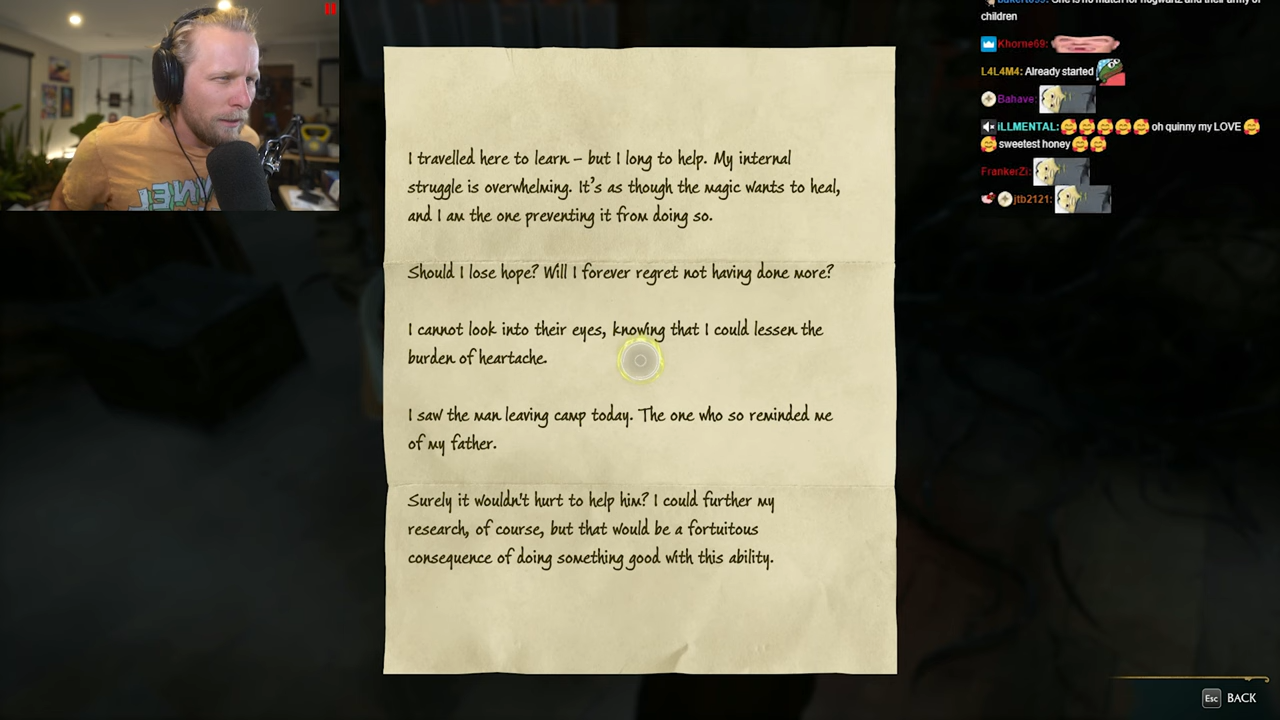 children
Khorne69:
L4L4M4: Already started
Bahave:
iLLMENTAL: oh quinny my LOVE
sweetest honey
FrankerZi:
jtb2121:
I travelled here to learn – but I long to help. My internal
struggle is overwhelming. It's as though the magic wants to heal,
and I am the one preventing it from doing so.
Should I lose hope? Will I forever regret not having done more?
I cannot look into their eyes, knowing that I could lessen the
burden of heartache.
I saw the man leaving camp today. The one who so reminded me
of my father.
Surely it wouldn't hurt to help him? I could further my
research, of course, but that would be a fortuitous
consequence of doing something good with this ability.
Esc BACK